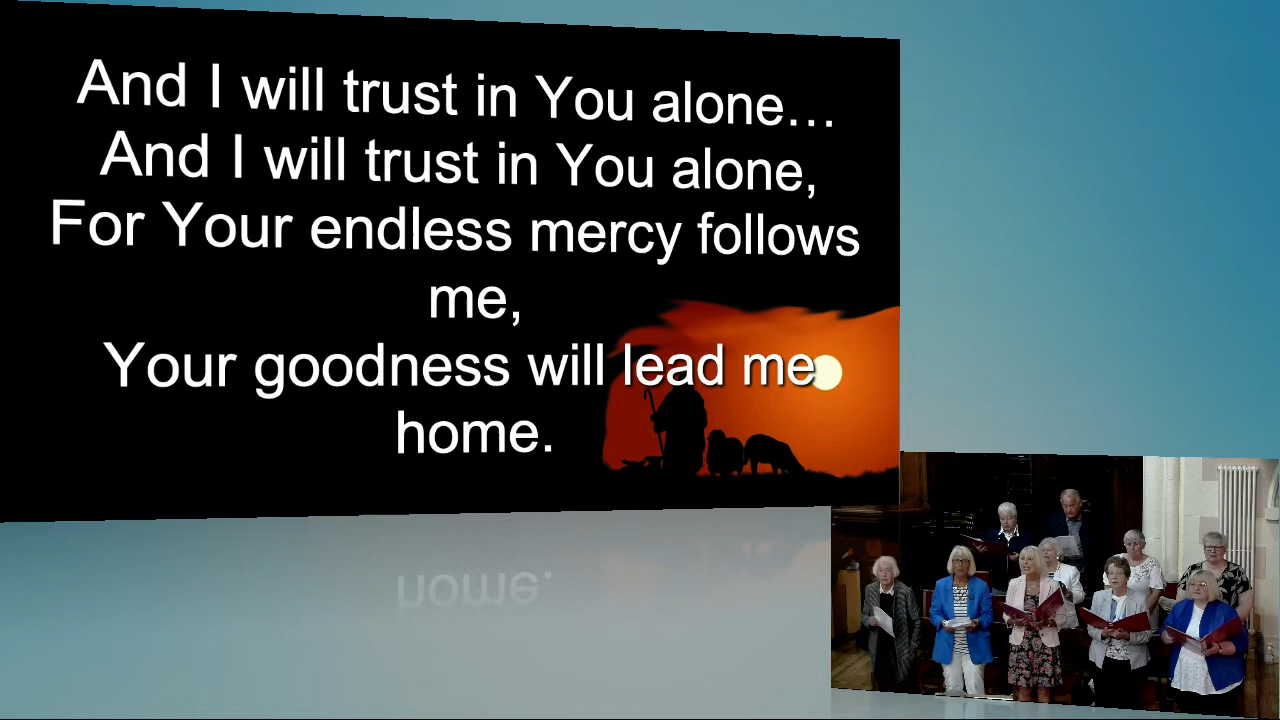 And I will trust in You alone…
And I will trust in You alone,
For Your endless mercy follows
me,
Your goodness will lead me
home.
home.